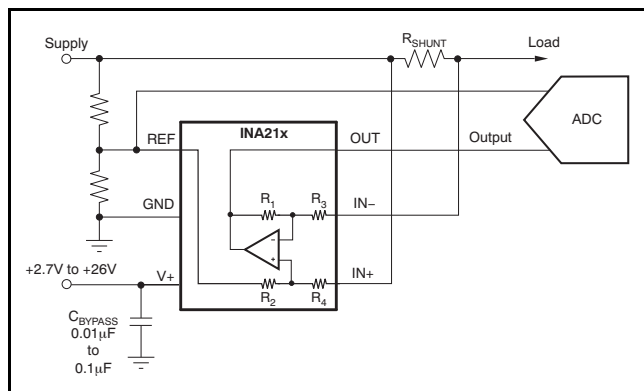 Supply
RSHUNT
Load
ADC
REF
INA21x
OUT
Output
GND
R1
R3
IN−
−
+
+2.7V to +26V
V+
R2
R4
IN+
CBYPASS
0.01μF
to
0.1μF